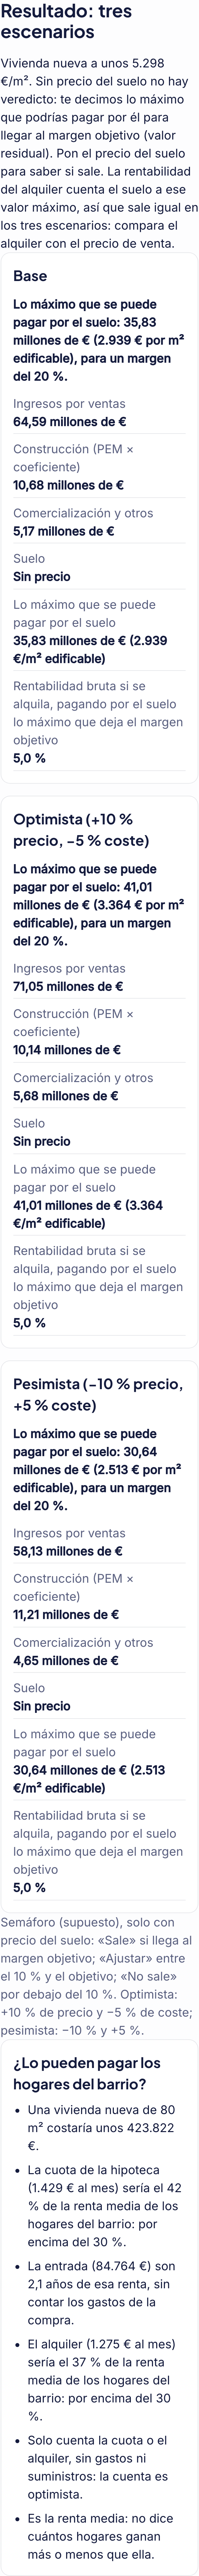 Resultado: tres
escenarios
Vivienda nueva a unos 5.298
€/m². Sin precio del suelo no hay
veredicto: te decimos lo máximo
que podrías pagar por él para
llegar al margen objetivo (valor
residual). Pon el precio del suelo
para saber si sale. La rentabilidad
del alquiler cuenta el suelo a ese
valor máximo, así que sale igual en
los tres escenarios: compara el
alquiler con el precio de venta.
Base
Lo máximo que se puede
pagar por el suelo: 35,83
millones de € (2.939 € por m²
edificable), para un margen
del 20 %.
Ingresos por ventas
64,59 millones de €
Construcción (PEM ×
coeficiente)
10,68 millones de €
Comercialización y otros
5,17 millones de €
Suelo
Sin precio
Lo máximo que se puede
pagar por el suelo
35,83 millones de € (2.939
€/m² edificable)
Rentabilidad bruta si se
alquila, pagando por el suelo
lo máximo que deja el margen
objetivo
5,0 %
Optimista (+10 %
precio, −5 % coste)
Lo máximo que se puede
pagar por el suelo: 41,01
millones de € (3.364 € por m²
edificable), para un margen
del 20 %.
Ingresos por ventas
71,05 millones de €
Construcción (PEM ×
coeficiente)
10,14 millones de €
Comercialización y otros
5,68 millones de €
Suelo
Sin precio
Lo máximo que se puede
pagar por el suelo
41,01 millones de € (3.364
€/m² edificable)
Rentabilidad bruta si se
alquila, pagando por el suelo
lo máximo que deja el margen
objetivo
5,0 %
Pesimista (−10 % precio,
+5 % coste)
Lo máximo que se puede
pagar por el suelo: 30,64
millones de € (2.513 € por m²
edificable), para un margen
del 20 %.
Ingresos por ventas
58,13 millones de €
Construcción (PEM ×
coeficiente)
11,21 millones de €
Comercialización y otros
4,65 millones de €
Suelo
Sin precio
Lo máximo que se puede
pagar por el suelo
30,64 millones de € (2.513
€/m² edificable)
Rentabilidad bruta si se
alquila, pagando por el suelo
lo máximo que deja el margen
objetivo
5,0 %
Semáforo (supuesto), solo con
precio del suelo: «Sale» si llega al
margen objetivo; «Ajustar» entre
el 10 % y el objetivo; «No sale»
por debajo del 10 %. Optimista:
+10 % de precio y −5 % de coste;
pesimista: −10 % y +5 %.
¿Lo pueden pagar los
hogares del barrio?
• Una vivienda nueva de 80
m² costaría unos 423.822
€.
• La cuota de la hipoteca
(1.429 € al mes) sería el 42
% de la renta media de los
hogares del barrio: por
encima del 30 %.
• La entrada (84.764 €) son
2,1 años de esa renta, sin
contar los gastos de la
compra.
• El alquiler (1.275 € al mes)
sería el 37 % de la renta
media de los hogares del
barrio: por encima del 30
%.
• Solo cuenta la cuota o el
alquiler, sin gastos ni
suministros: la cuenta es
optimista.
• Es la renta media: no dice
cuántos hogares ganan
más o menos que ella.